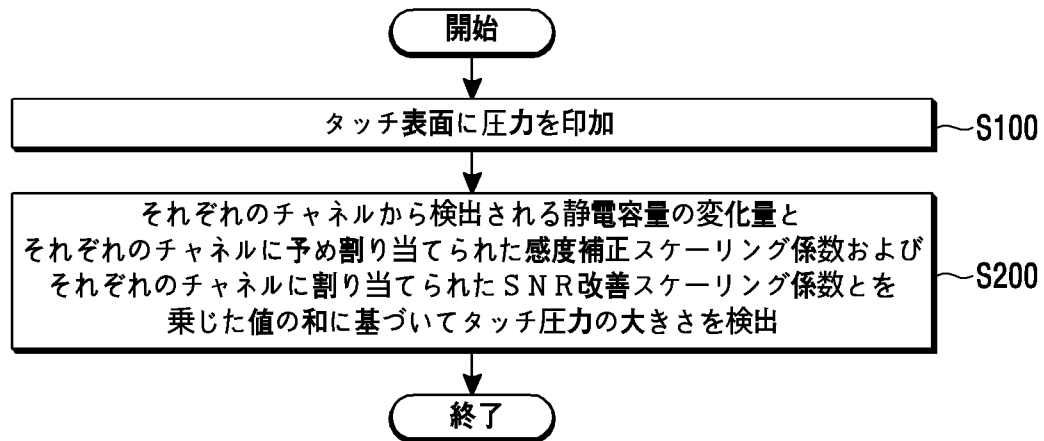 開始
タッチ表面に圧力を印加
S100
それぞれのチャネルから検出される静電容量の変化量と
それぞれのチャネルに予め割り当てられた感度補正スケーリング係数および
それぞれのチャネルに割り当てられたSNR改善スケーリング係数とを
乗じた値の和に基づいてタッチ圧力の大きさを検出
S200
終了